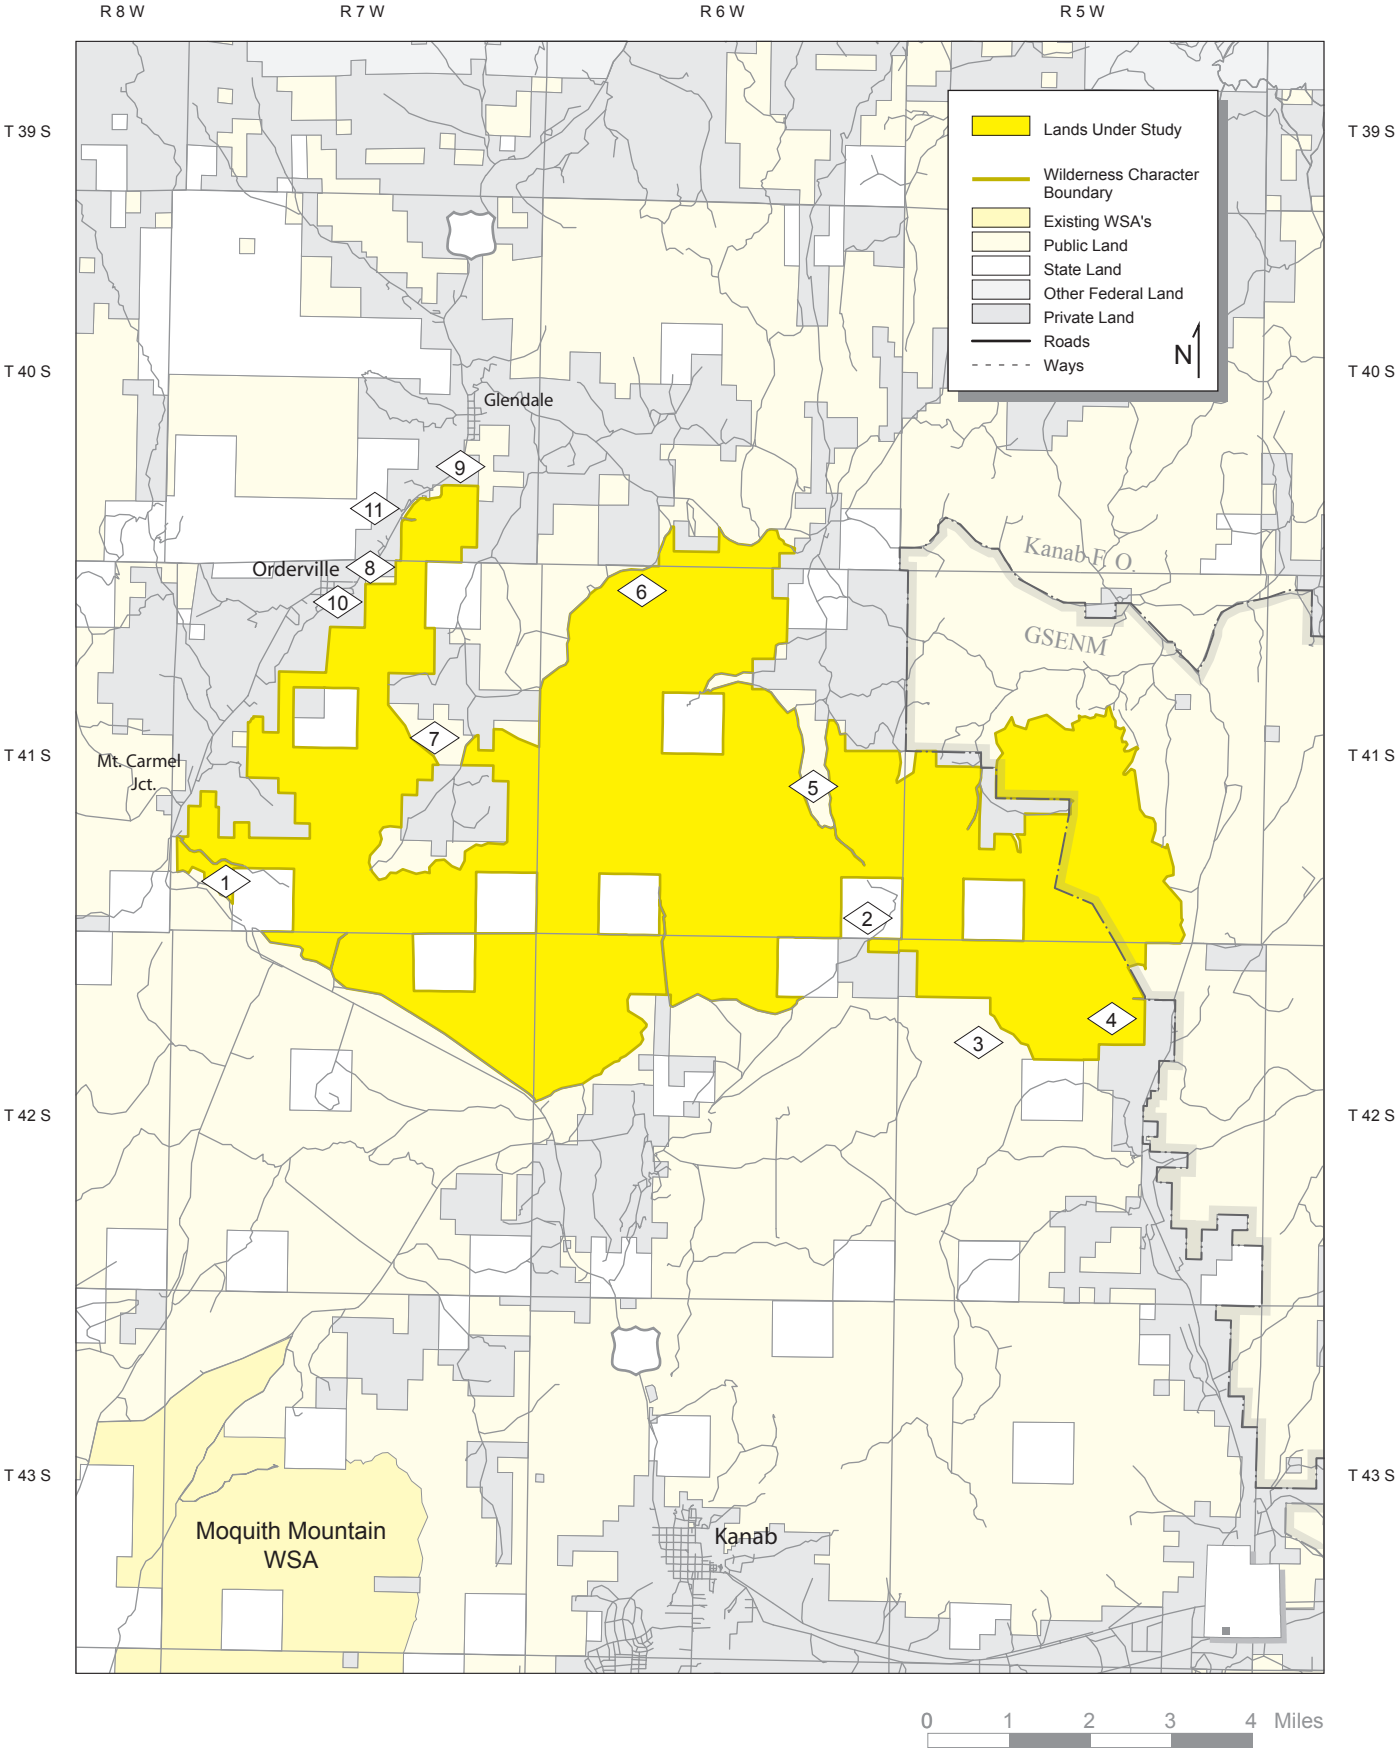 R 8 W R 7 W R 6 W R 5 W
T 39 S T 39 S
Lands Under Study
Wilderness Character
Boundary
Existing WSA's
Public Land
State Land
Other Federal Land
Private Land
Roads
Ways
N
T 40 S T 40 S
Glendale
9
11
Kanab F. O.
Orderville 8
6
10
GSENM
7
T 41 S T 41 S
Mt. Carmel
Jct.
5
1
2
4
3
T 42 S T 42 S
T 43 S T 43 S
Moquith Mountain
WSA
Kanab
0 1 2 3 4 Miles